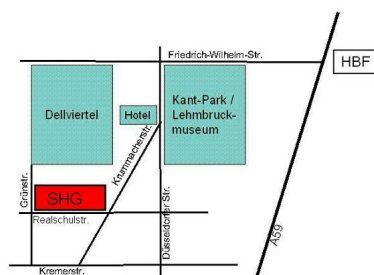 Friedrich-Wilhelm-Str.
HBF
Dellviertel
Hotel
Kant-Park /
Lehmbruck-
museum
Krummacherstr.
Grünstr.
SHG
Realschulstr.
Düsseldorfer Str.
A59
Kremerstr.